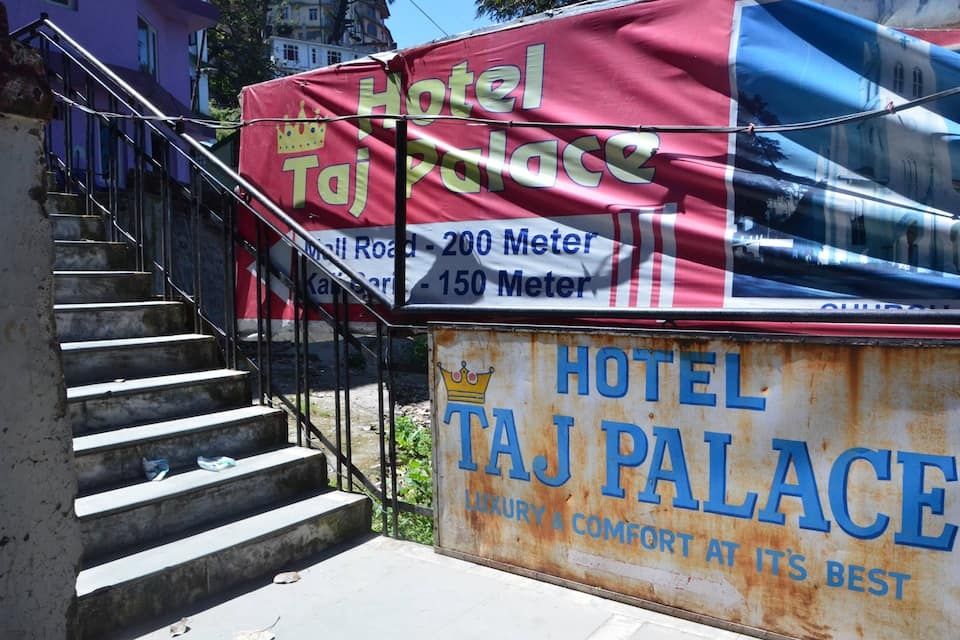 Hotel
Taj Palace
Mall Road - 200 Meter
- 150 Meter
HOTEL
TAJ PALACE
LUXURY & COMFORT AT IT'S BEST